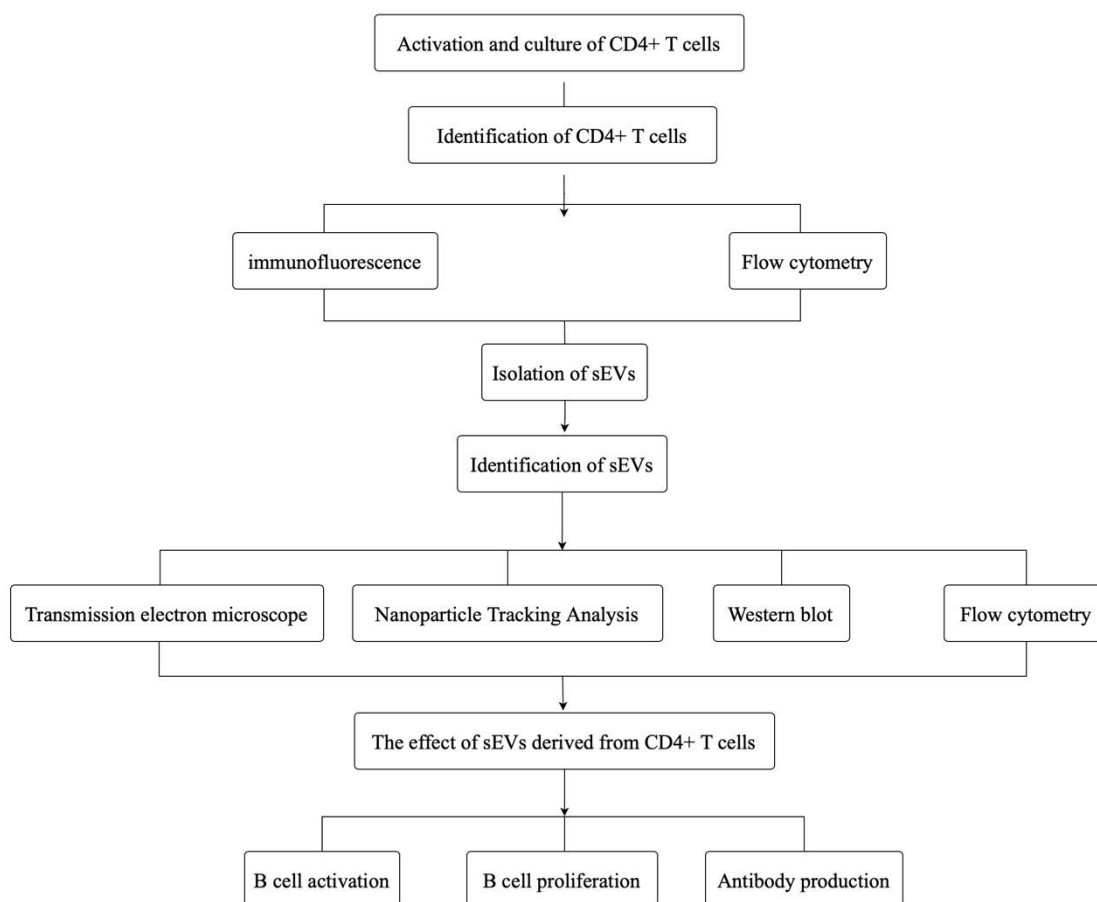 Activation and culture of CD4+ T cells
Identification of CD4+ T cells
immunofluorescence
Flow cytometry
Isolation of sEVs
Identification of sEVs
Transmission electron microscope
Nanoparticle Tracking Analysis
Western blot
Flow cytometry
The effect of sEVs derived from CD4+ T cells
B cell activation
B cell proliferation
Antibody production